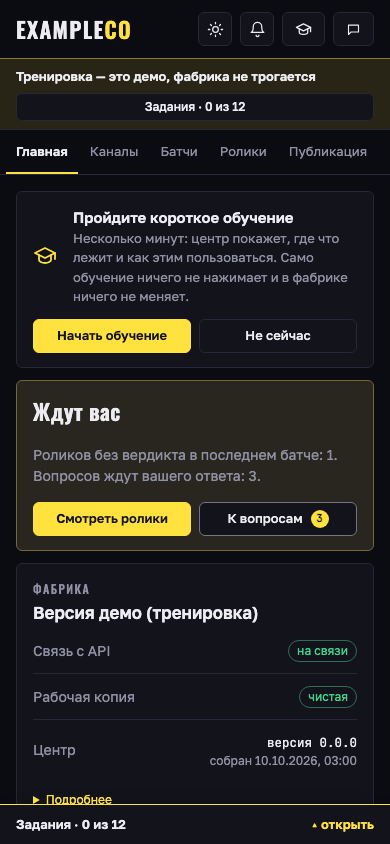 EXAMPLECO
Тренировка — это демо, фабрика не трогается
Задания · 0 из 12
Главная Каналы Батчи Ролики Публикация
Пройдите короткое обучение
Несколько минут: центр покажет, где что
лежит и как этим пользоваться. Само
обучение ничего не нажимает и в фабрике
ничего не меняет.
Начать обучение Не сейчас
Ждут вас
Роликов без вердикта в последнем батче: 1.
Вопросов ждут вашего ответа: 3.
Смотреть ролики К вопросам 3
ФАБРИКА
Версия демо (тренировка)
Связь с API на связи
Рабочая копия чистая
Центр версия 0.0.0
собран 10.10.2026, 03:00
▸ Подробнее
Задания · 0 из 12 ▴ открыть